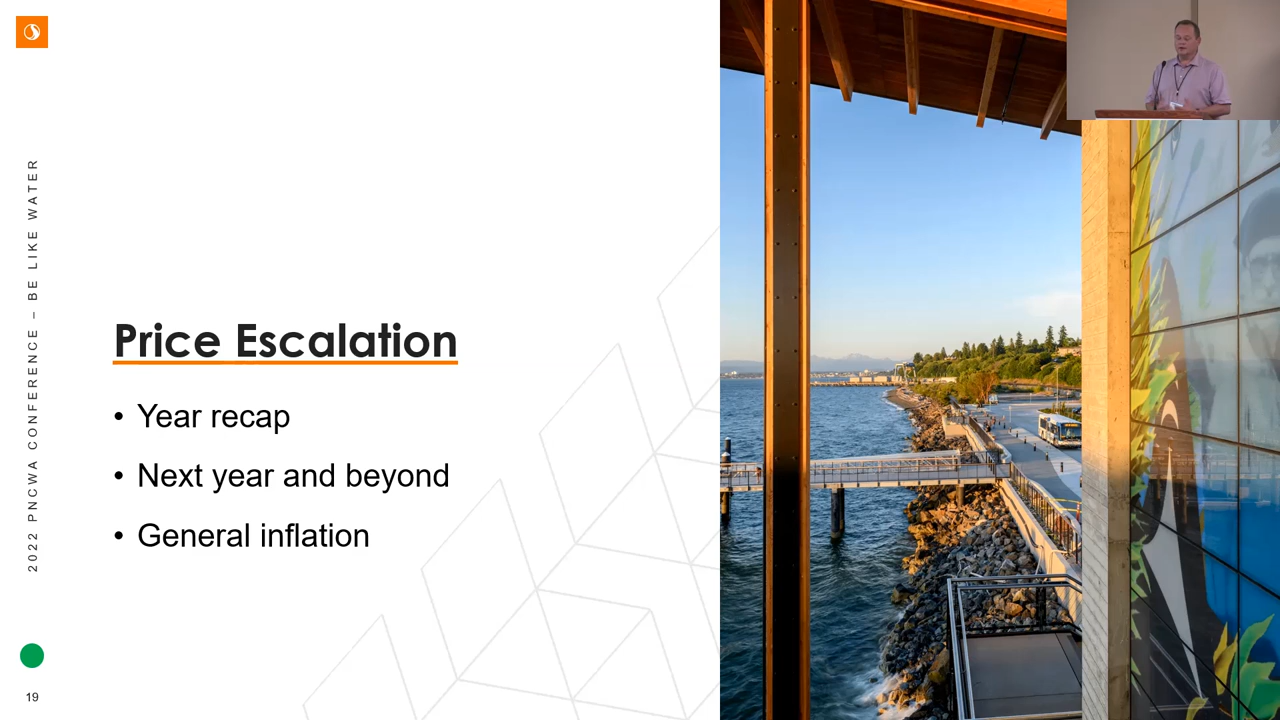 Price Escalation
• Year recap
• Next year and beyond
• General inflation
2022 PNCWA CONFERENCE – BE LIKE WATER
19